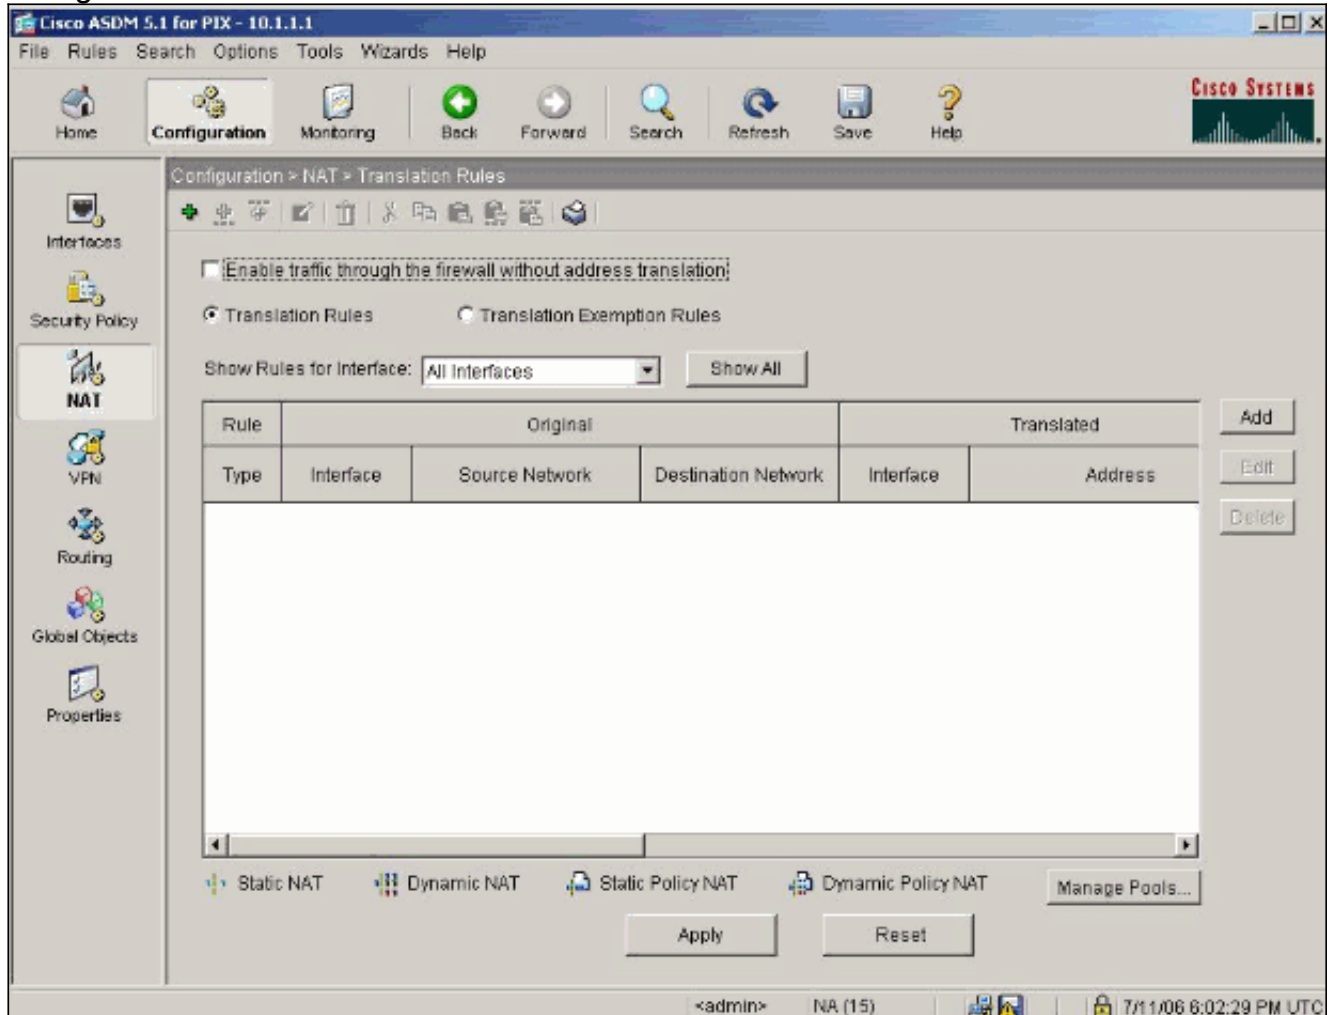 Cisco ASDM 5.1 for PIX - 10.1.1.1
File Rules Search Options Tools Wizards Help
Home Configuration Monitoring Back Forward Search Refresh Save Help
CISCO SYSTEMS
Configuration > NAT > Translation Rules
Interfaces
Security Policy
NAT
VPN
Routing
Global Objects
Properties
Enable traffic through the firewall without address translation
Translation Rules Translation Exemption Rules
Show Rules for Interface: All Interfaces Show All
Rule Original Translated
Type Interface Source Network Destination Network Interface Address
Add
Edit
Delete
Static NAT Dynamic NAT Static Policy NAT Dynamic Policy NAT Manage Pools...
Apply Reset
<admin> NA (15) 7/11/06 6:02:29 PM UTC